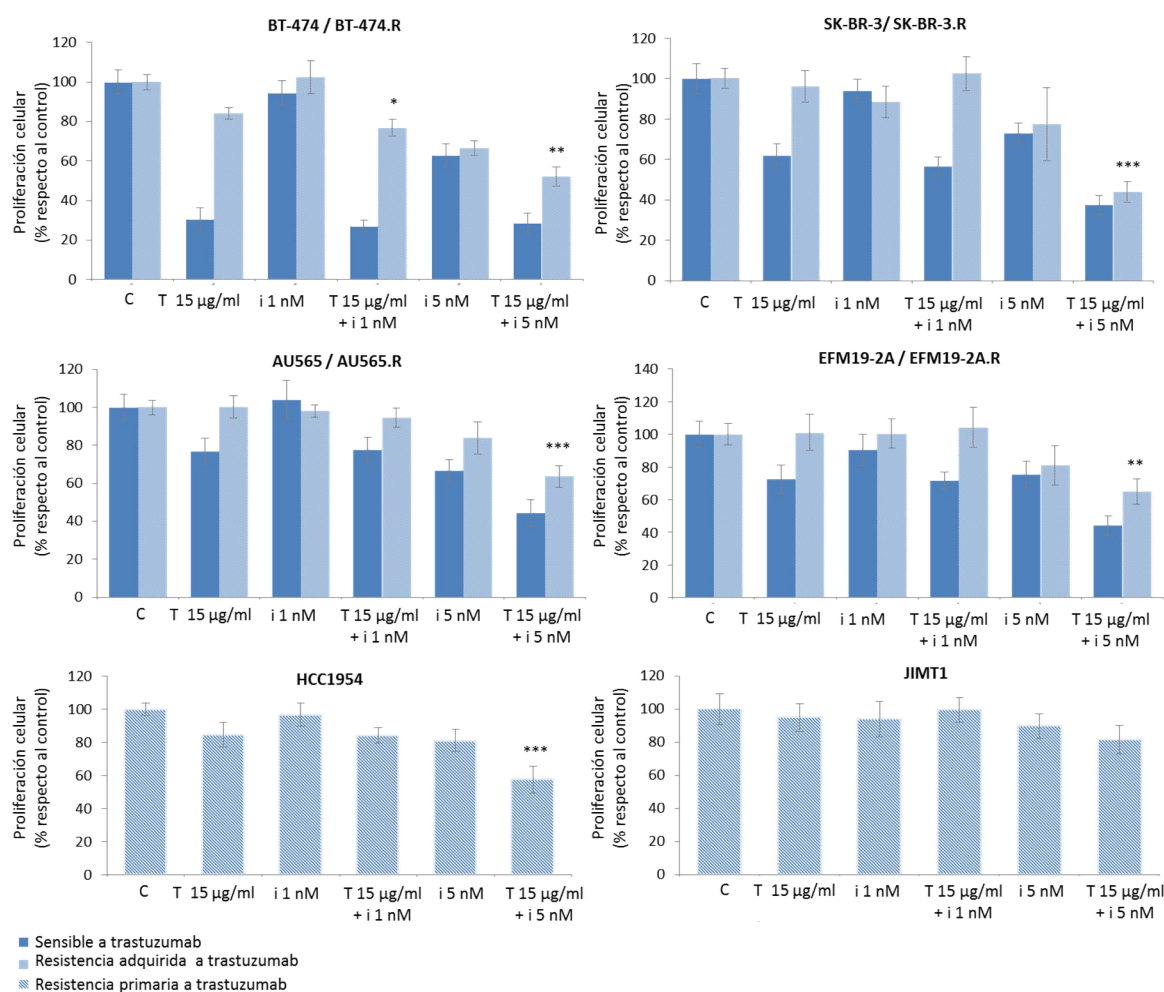 BT-474 / BT-474.R
Proliferación celular
(% respecto al control)
120
100
80
60
40
20
0
*
**
C T 15 µg/ml i 1 nM T 15 µg/ml i 5 nM T 15 µg/ml
+ i 1 nM + i 5 nM
SK-BR-3/ SK-BR-3.R
Proliferación celular
(% respecto al control)
120
100
80
60
40
20
0
***
C T 15 µg/ml i 1 nM T 15 µg/ml i 5 nM T 15 µg/ml
+ i 1 nM + i 5 nM
AU565 / AU565.R
Proliferación celular
(% respecto al control)
120
100
80
60
40
20
0
***
C T 15 µg/ml i 1 nM T 15 µg/ml i 5 nM T 15 µg/ml
+ i 1 nM + i 5 nM
EFM19-2A / EFM19-2A.R
Proliferación celular
(% respecto al control)
140
120
100
80
60
40
20
0
**
C T 15 µg/ml i 1 nM T 15 µg/ml i 5 nM T 15 µg/ml
+ i 1 nM + i 5 nM
HCC1954
Proliferación celular
(% respecto al control)
120
100
80
60
40
20
0
***
C T 15 µg/ml i 1 nM T 15 µg/ml i 5 nM T 15 µg/ml
+ i 1 nM + i 5 nM
JIMT1
Proliferación celular
(% respecto al control)
120
100
80
60
40
20
0
C T 15 µg/ml i 1 nM T 15 µg/ml i 5 nM T 15 µg/ml
+ i 1 nM + i 5 nM
Sensible a trastuzumab
Resistencia adquirida a trastuzumab
Resistencia primaria a trastuzumab